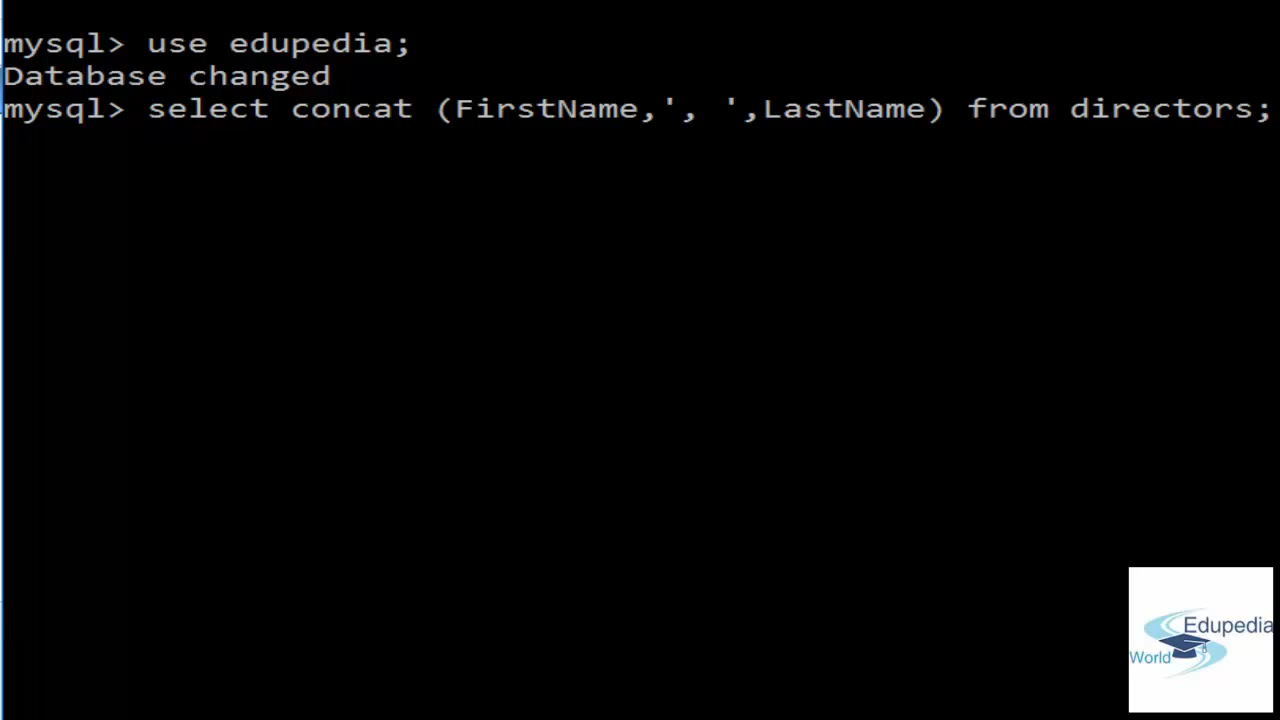 mysql> use edupedia;
Database changed
mysql> select concat (FirstName,', ',LastName) from directors;
Edupedia
World